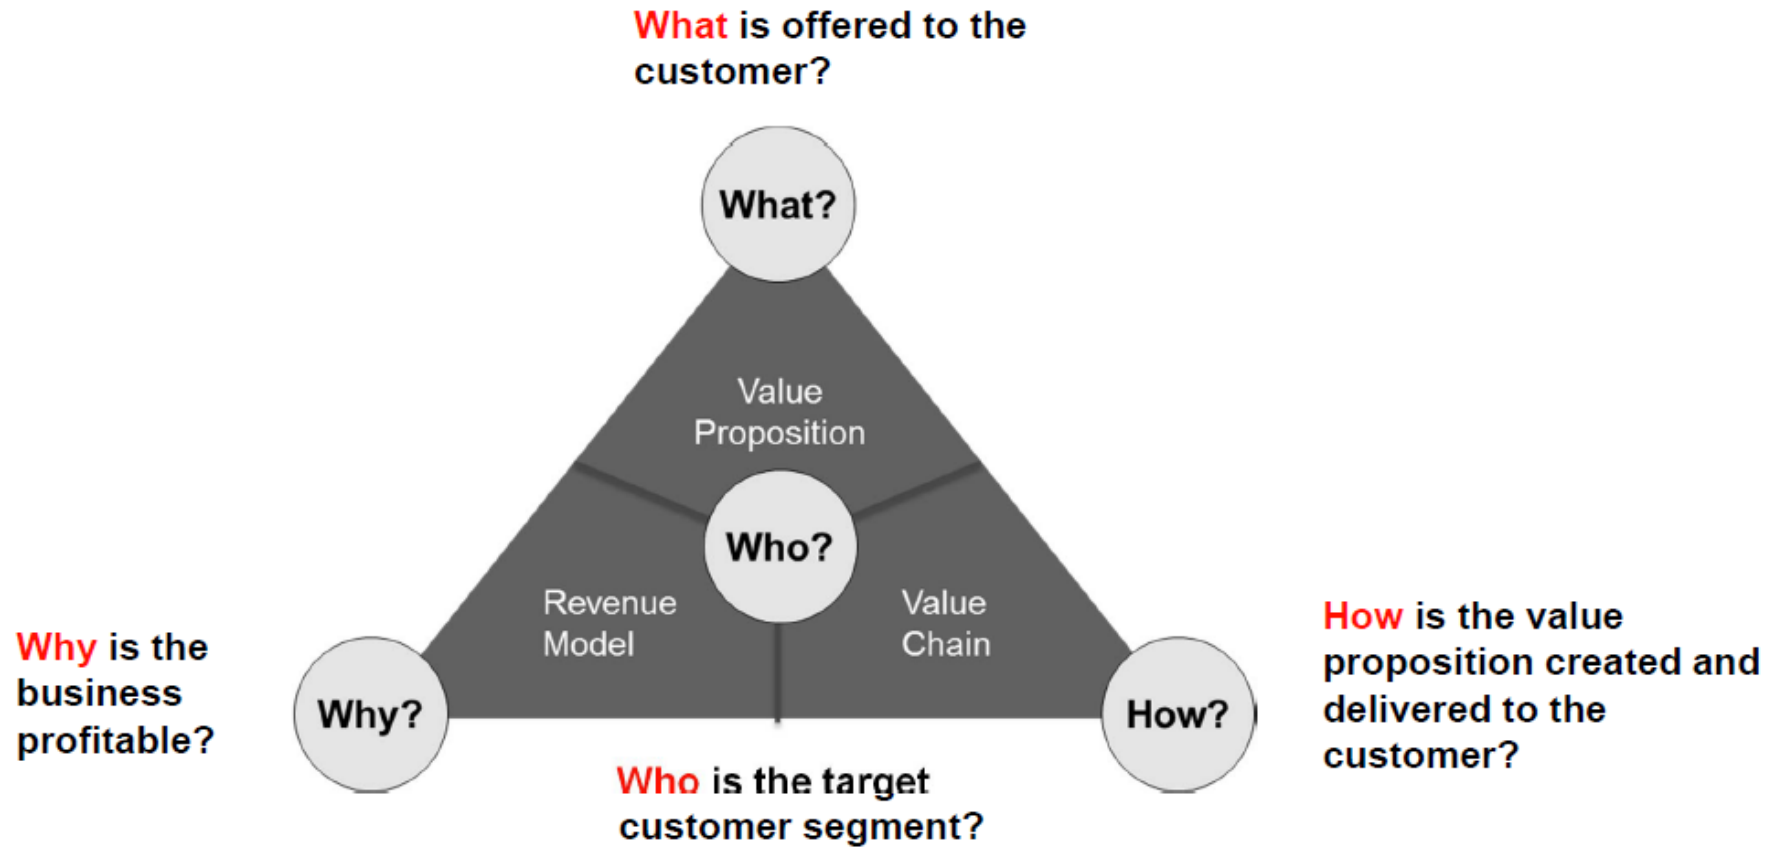 What is offered to the
customer?
What?
Value
Proposition
Who?
Revenue
Model
Value
Chain
Why is the
business
profitable?
Why?
How?
How is the value
proposition created and
delivered to the
customer?
Who is the target
customer segment?